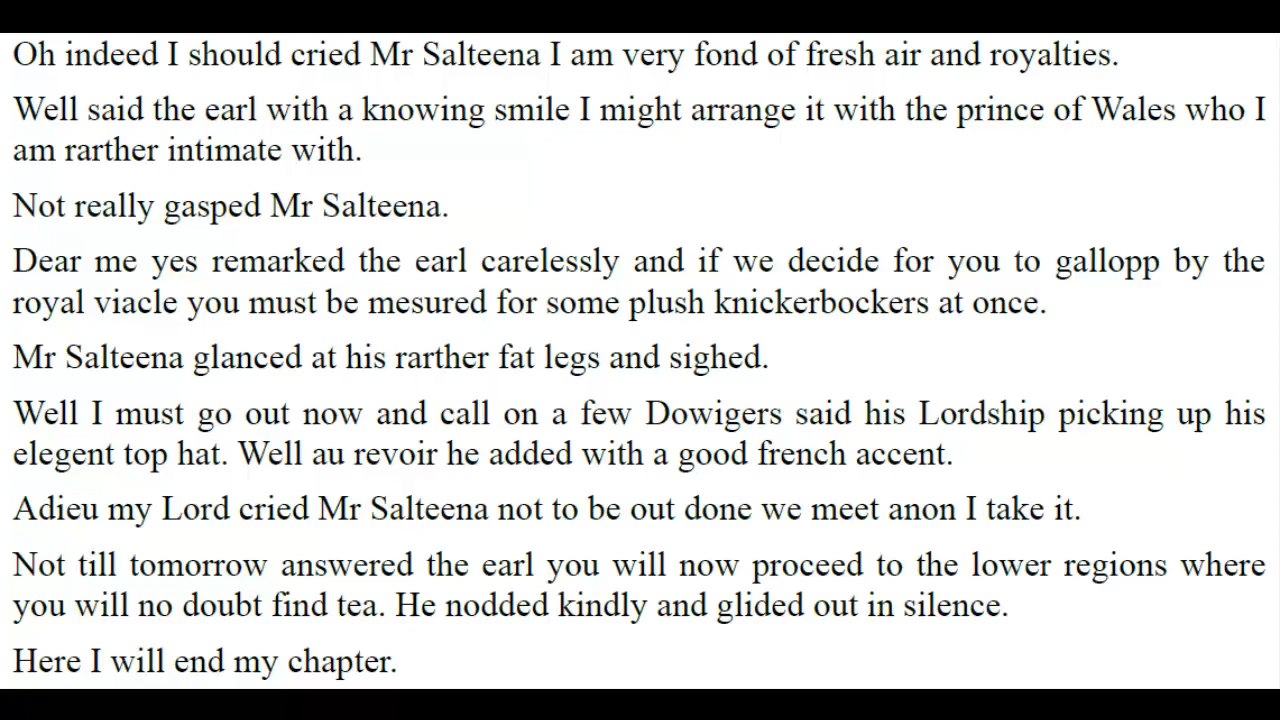 Oh indeed I should cried Mr Salteena I am very fond of fresh air and royalties.
Well said the earl with a knowing smile I might arrange it with the prince of Wales who I
am rarther intimate with.
Not really gasped Mr Salteena.
Dear me yes remarked the earl carelessly and if we decide for you to gallopp by the
royal viacle you must be mesured for some plush knickerbockers at once.
Mr Salteena glanced at his rarther fat legs and sighed.
Well I must go out now and call on a few Dowigers said his Lordship picking up his
elegent top hat. Well au revoir he added with a good french accent.
Adieu my Lord cried Mr Salteena not to be out done we meet anon I take it.
Not till tomorrow answered the earl you will now proceed to the lower regions where
you will no doubt find tea. He nodded kindly and glided out in silence.
Here I will end my chapter.